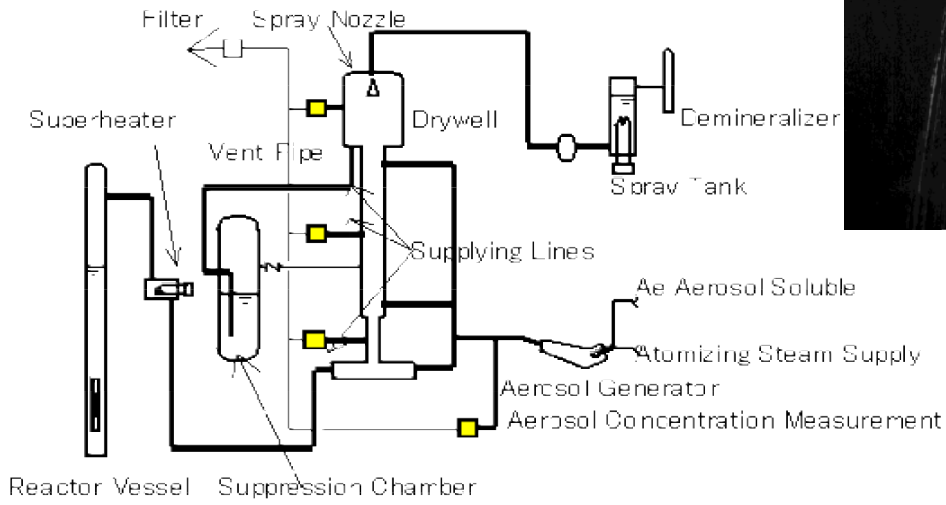 Filter
Spray Nozzle
Superheater
Drywell
Demineralizer
Vent Pipe
Spray Tank
Supplying Lines
Ae Aerosol Soluble
Atomizing Steam Supply
Aerosol Generator
Aerosol Concentration Measurement
Reactor Vessel
Suppression Chamber